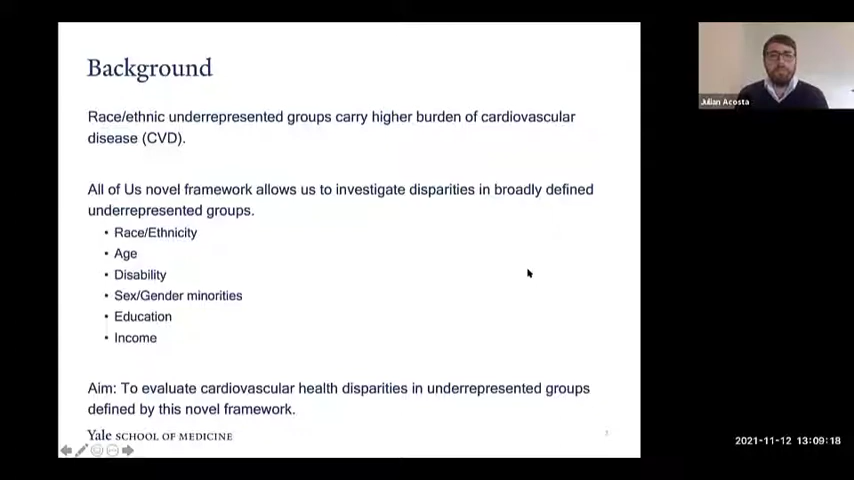 Background
Race/ethnic underrepresented groups carry higher burden of cardiovascular
disease (CVD).
All of Us novel framework allows us to investigate disparities in broadly defined
underrepresented groups.
• Race/Ethnicity
• Age
• Disability
• Sex/Gender minorities
• Education
• Income
Aim: To evaluate cardiovascular health disparities in underrepresented groups
defined by this novel framework.
Yale SCHOOL OF MEDICINE
Julian Acosta
2021-11-12 13:09:18